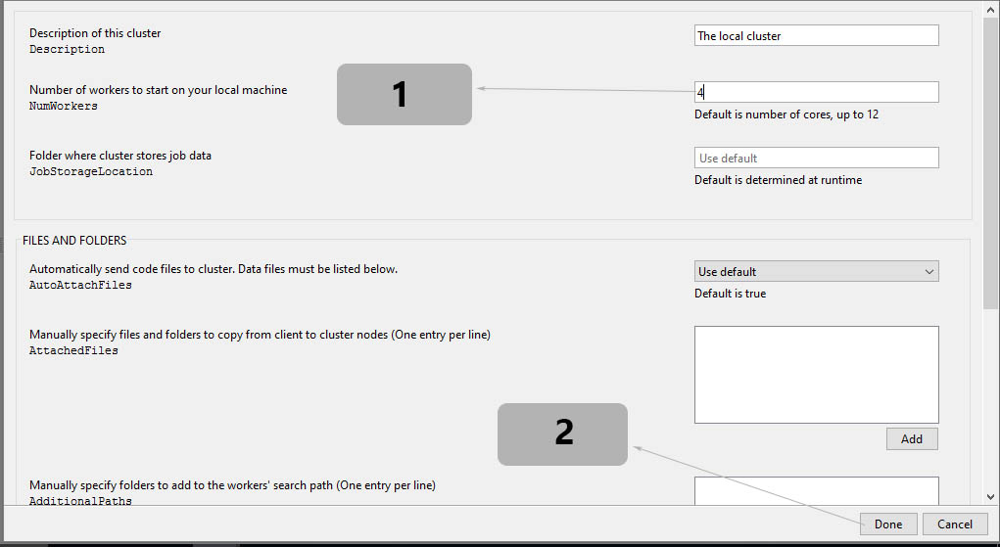 Description of this cluster
Description
The local cluster
Number of workers to start on your local machine
NumWorkers
1
4
Default is number of cores, up to 12
Folder where cluster stores job data
JobStorageLocation
Use default
Default is determined at runtime
FILES AND FOLDERS
Automatically send code files to cluster. Data files must be listed below.
AutoAttachFiles
Use default
Default is true
Manually specify files and folders to copy from client to cluster nodes (One entry per line)
AttachedFiles
2
Add
Manually specify folders to add to the workers' search path (One entry per line)
AdditionalPaths
Done
Cancel